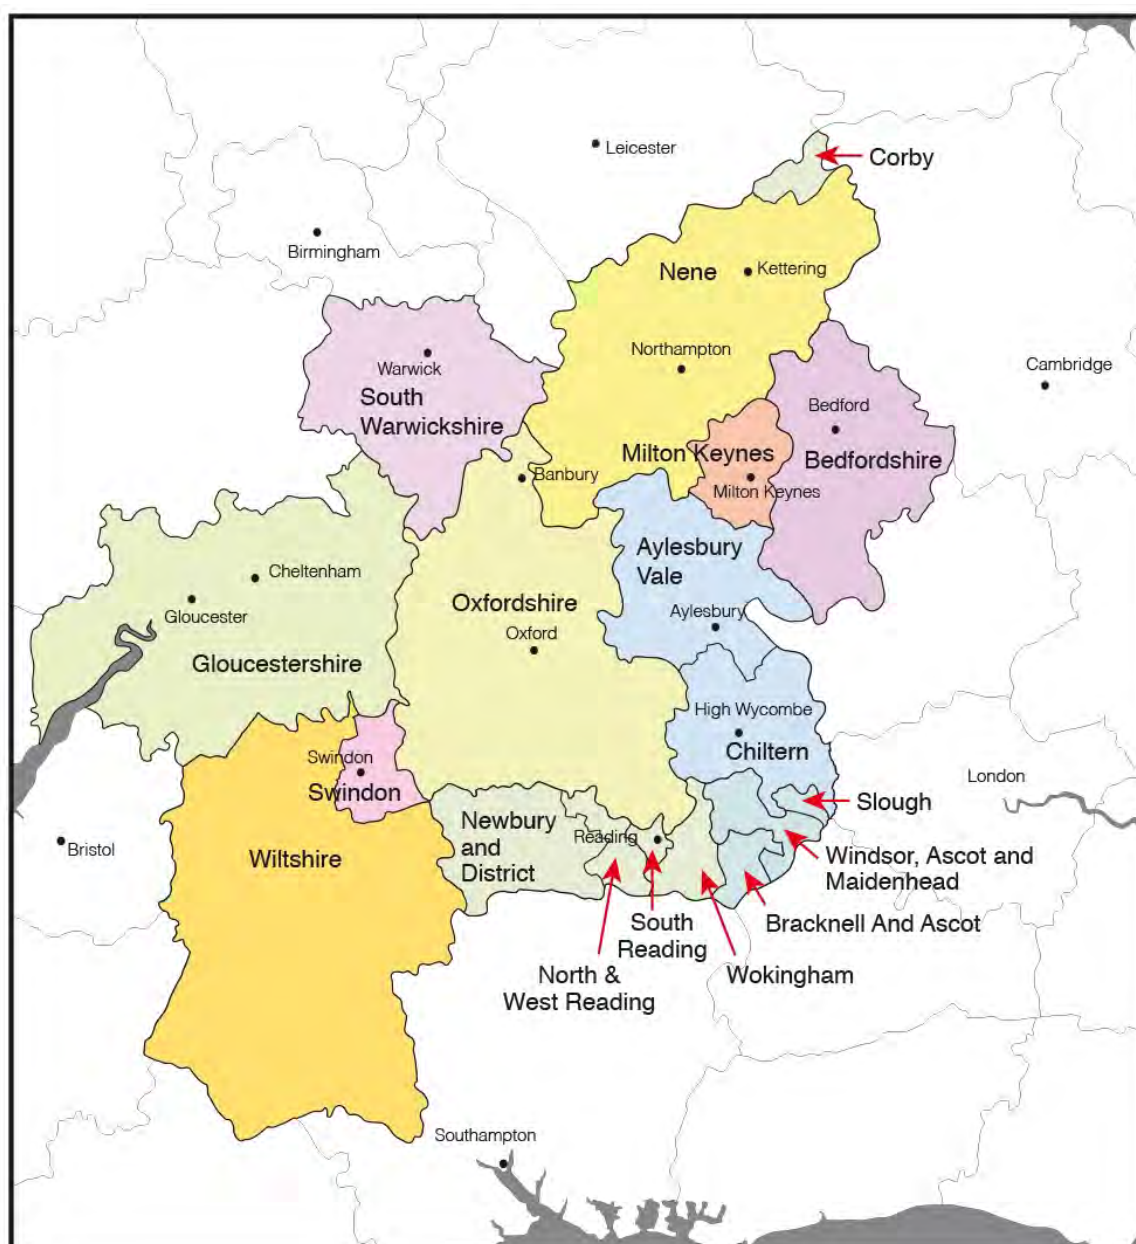 Leicester
Corby
Birmingham
Nene
Kettering
Northampton
Warwick
South
Warwickshire
Cambridge
Bedford
Milton Keynes
Bedfordshire
Banbury
Milton Keynes
Aylesbury
Vale
Cheltenham
Gloucester
Oxfordshire
Aylesbury
Oxford
Gloucestershire
High Wycombe
Chiltern
Swindon
Swindon
London
Slough
Newbury
and
District
Reading
Bristol
Wiltshire
Windsor, Ascot and
Maidenhead
South
Reading
Bracknell And Ascot
North &
West Reading
Wokingham
Southampton